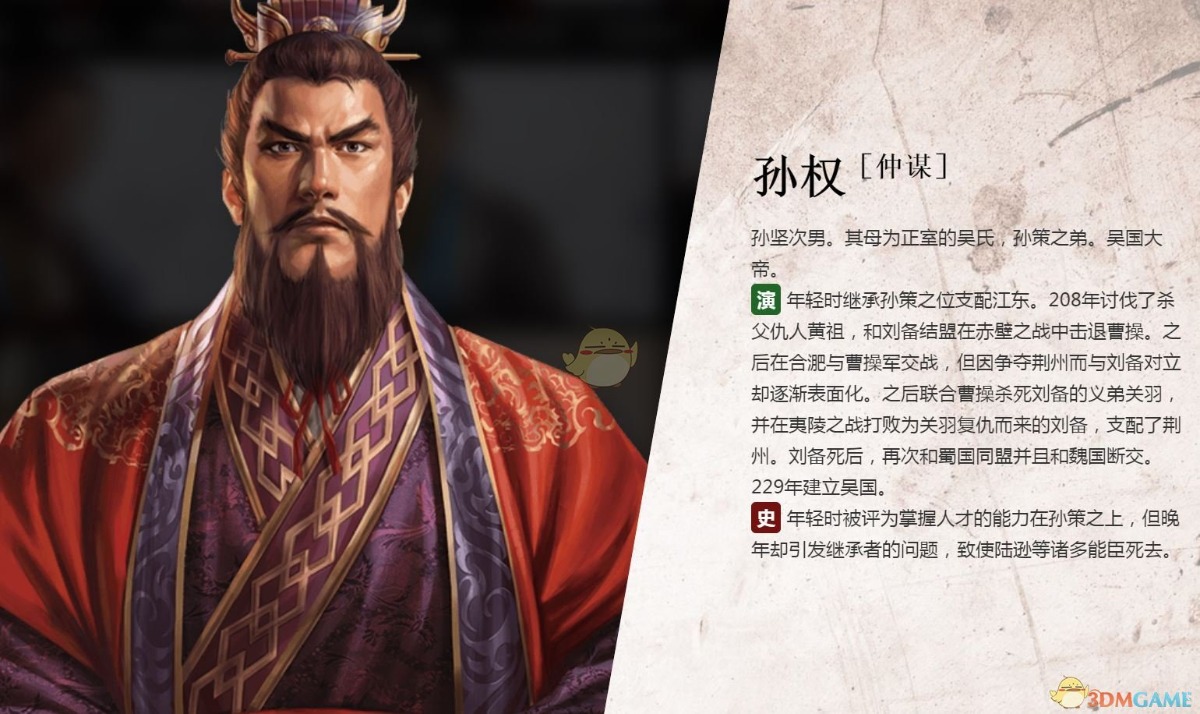 孙权［仲谋］
孙坚次男。其母为正室的吴氏，孙策之弟。吴国大
帝。
演 年轻时继承孙策之位支配江东。208年讨伐了杀
父仇人黄祖，和刘备结盟在赤壁之战中击退曹操。之
后在合淝与曹操军交战，但因争夺荆州而与刘备对立
却逐渐表面化。之后联合曹操杀死刘备的义弟关羽，
并在夷陵之战打败为关羽复仇而来的刘备，支配了荆
州。刘备死后，再次和蜀国同盟并且和魏国断交。
229年建立吴国。
史 年轻时被评为掌握人才的能力在孙策之上，但晚
年却引发继承者的问题，致使陆逊等诸多能臣死去。
3DMGAME